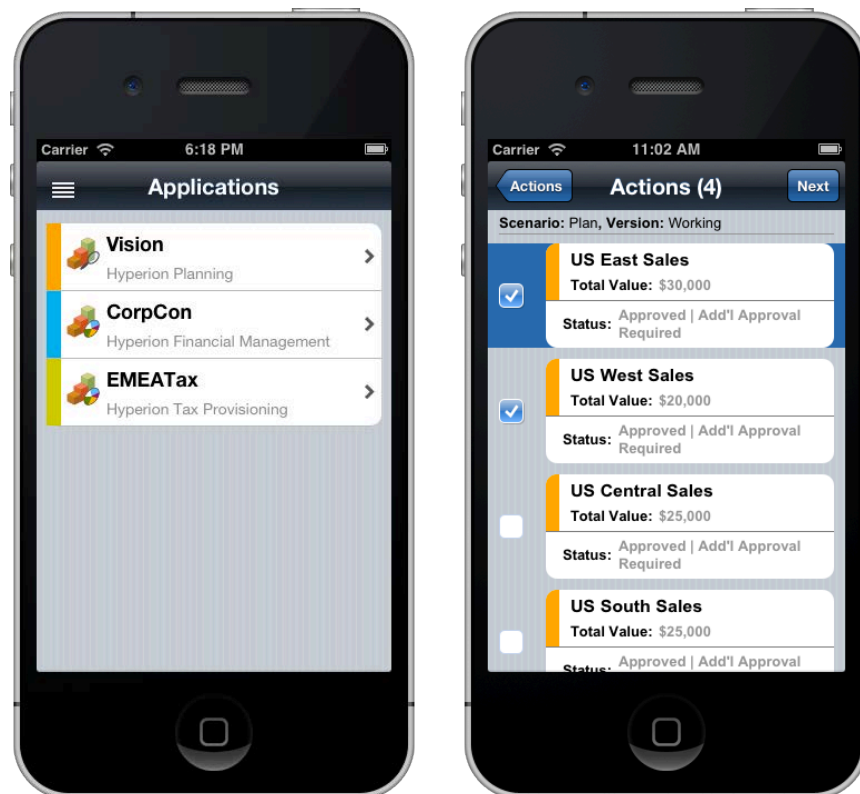 Carrier 6:18 PM
Applications
Vision
Hyperion Planning
CorpCon
Hyperion Financial Management
EMEATax
Hyperion Tax Provisioning
Carrier 11:02 AM
Actions Actions (4) Next
Scenario: Plan, Version: Working
US East Sales
Total Value: $30,000
Status: Approved | Add'l Approval
Required
US West Sales
Total Value: $20,000
Status: Approved | Add'l Approval
Required
US Central Sales
Total Value: $25,000
Status: Approved | Add'l Approval
Required
US South Sales
Total Value: $25,000
Status: Approved | Add'l Approval